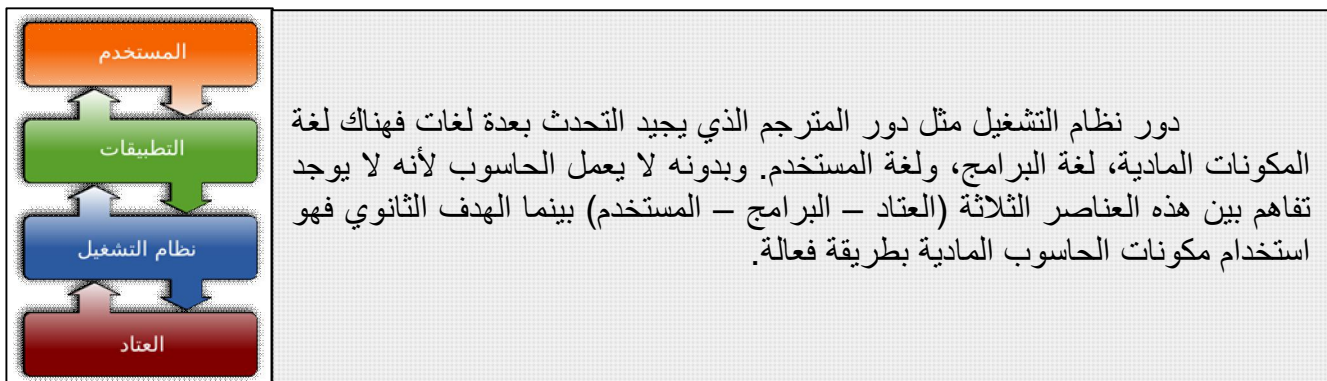 المستخدم
التطبيقات
نظام التشغيل
العتاد
دور نظام التشغيل مثل دور المترجم الذي يجيد التحدث بعدة لغات فهناك لغة
المكونات المادية، لغة البرامج، ولغة المستخدم. وبدونه لا يعمل الحاسوب لأنه لا يوجد
تفاهم بين هذه العناصر الثلاثة (العتاد – البرامج – المستخدم) بينما الهدف الثانوي فهو
استخدام مكونات الحاسوب المادية بطريقة فعالة.